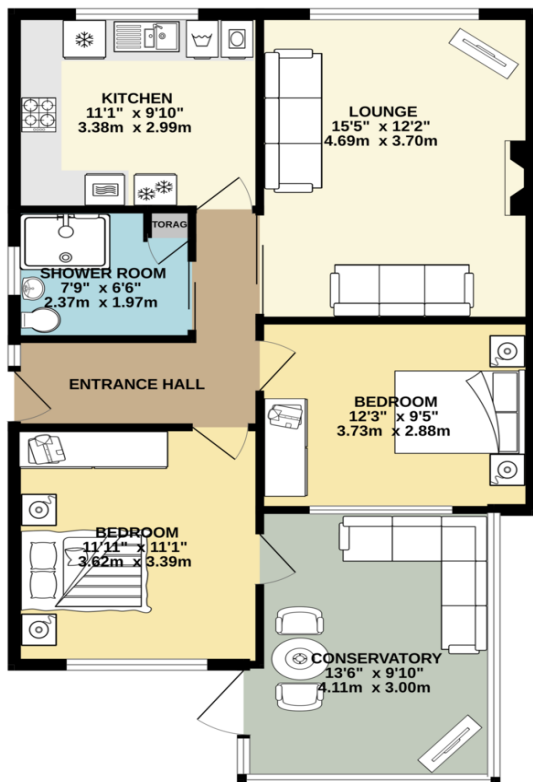 KITCHEN
11'1" x 9'10"
3.38m x 2.99m
LOUNGE
15'5" x 12'2"
4.69m x 3.70m
TORAG
SHOWER ROOM
7'9" x 6'6"
2.37m x 1.97m
ENTRANCE HALL
BEDROOM
12'3" x 9'5"
3.73m x 2.88m
BEDROOM
11'11" x 11'1"
3.62m x 3.39m
CONSERVATORY
13'6" x 9'10"
4.11m x 3.00m